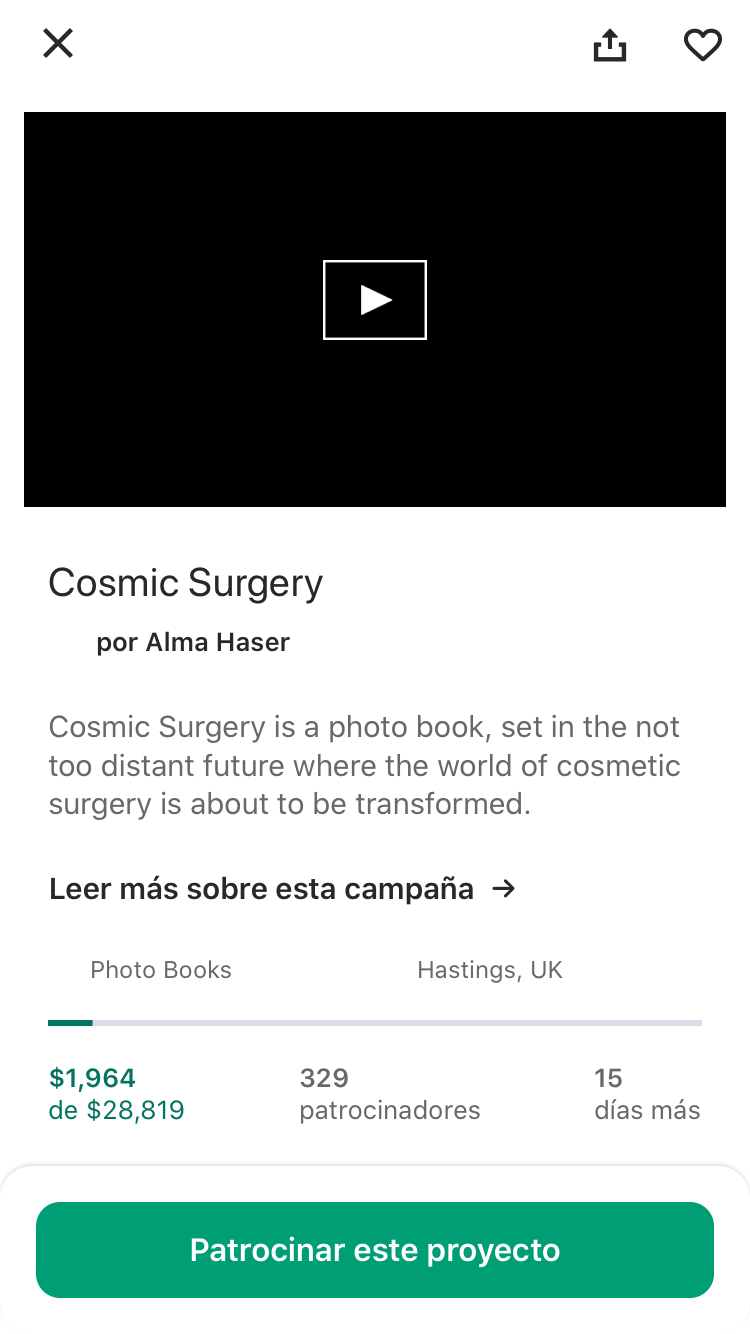 Cosmic Surgery
por Alma Haser
Cosmic Surgery is a photo book, set in the not
too distant future where the world of cosmetic
surgery is about to be transformed.
Leer más sobre esta campaña →
Photo Books
Hastings, UK
$1,964
de $28,819
329
patrocinadores
15
días más
Patrocinar este proyecto